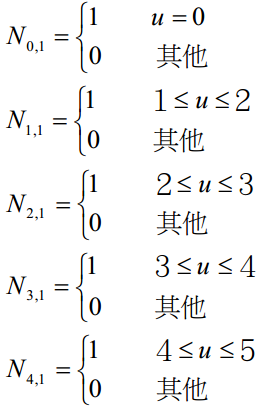 N_{0,1} = { 1 u = 0
0 其他
N_{1,1} = { 1 1 ≤ u ≤ 2
0 其他
N_{2,1} = { 1 2 ≤ u ≤ 3
0 其他
N_{3,1} = { 1 3 ≤ u ≤ 4
0 其他
N_{4,1} = { 1 4 ≤ u ≤ 5
0 其他